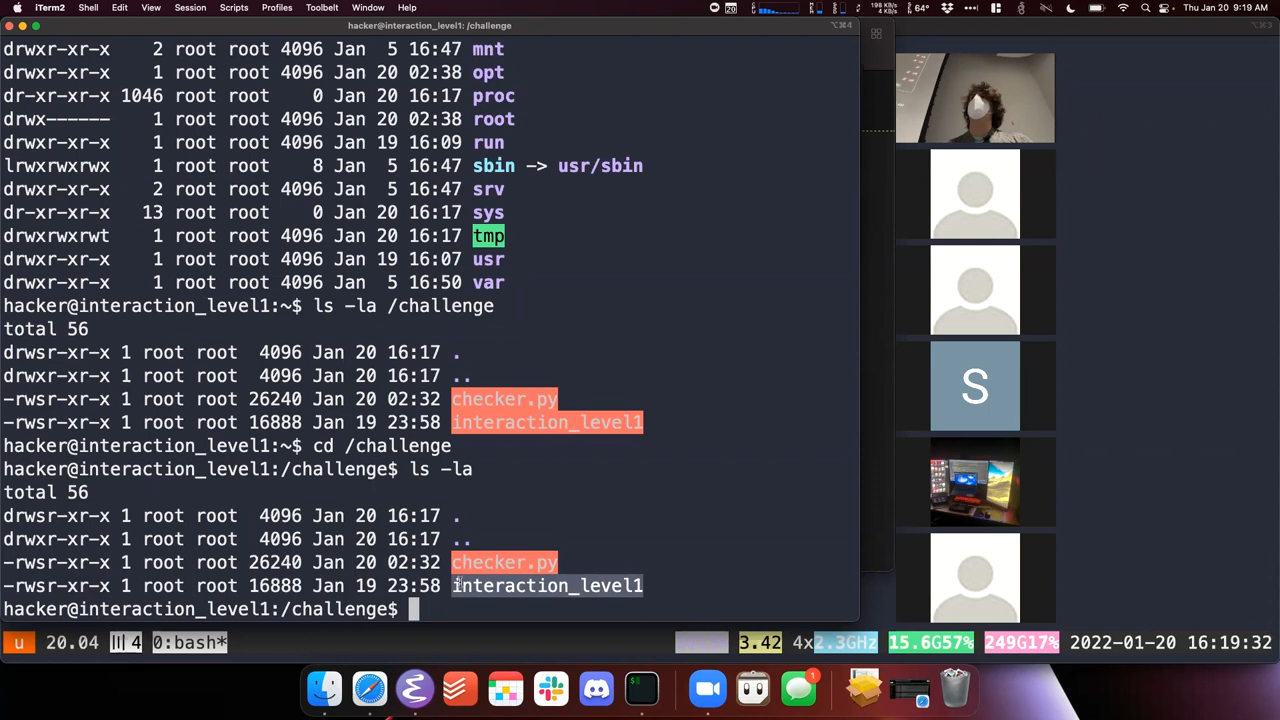 iTerm2 Shell Edit View Session Scripts Profiles Toolbelt Window Help 64° Thu Jan 20 9:19 AM
hacker@interaction_level1: /challenge ⌥⌘4 ⌥⌘3
drwxr-xr-x 2 root root 4096 Jan 5 16:47 mnt
drwxr-xr-x 1 root root 4096 Jan 20 02:38 opt
dr-xr-xr-x 1046 root root 0 Jan 20 16:17 proc
drwx------ 1 root root 4096 Jan 20 02:38 root
drwxr-xr-x 1 root root 4096 Jan 19 16:09 run
lrwxrwxrwx 1 root root 8 Jan 5 16:47 sbin -> usr/sbin
drwxr-xr-x 2 root root 4096 Jan 5 16:47 srv
dr-xr-xr-x 13 root root 0 Jan 20 16:17 sys
drwxrwxrwt 1 root root 4096 Jan 20 16:17 tmp
drwxr-xr-x 1 root root 4096 Jan 19 16:07 usr
drwxr-xr-x 1 root root 4096 Jan 5 16:50 var
hacker@interaction_level1:~$ ls -la /challenge
total 56
drwsr-xr-x 1 root root 4096 Jan 20 16:17 .
drwxr-xr-x 1 root root 4096 Jan 20 16:17 ..
-rwsr-xr-x 1 root root 26240 Jan 20 02:32 checker.py
-rwsr-xr-x 1 root root 16888 Jan 19 23:58 interaction_level1
hacker@interaction_level1:~$ cd /challenge
hacker@interaction_level1:/challenge$ ls -la
total 56
drwsr-xr-x 1 root root 4096 Jan 20 16:17 .
drwxr-xr-x 1 root root 4096 Jan 20 16:17 ..
-rwsr-xr-x 1 root root 26240 Jan 20 02:32 checker.py
-rwsr-xr-x 1 root root 16888 Jan 19 23:58 interaction_level1
hacker@interaction_level1:/challenge$
u 20.04 4 0:bash* 3.42 4x2.3GHz 15.6G57% 249G17% 2022-01-20 16:19:32
S
1